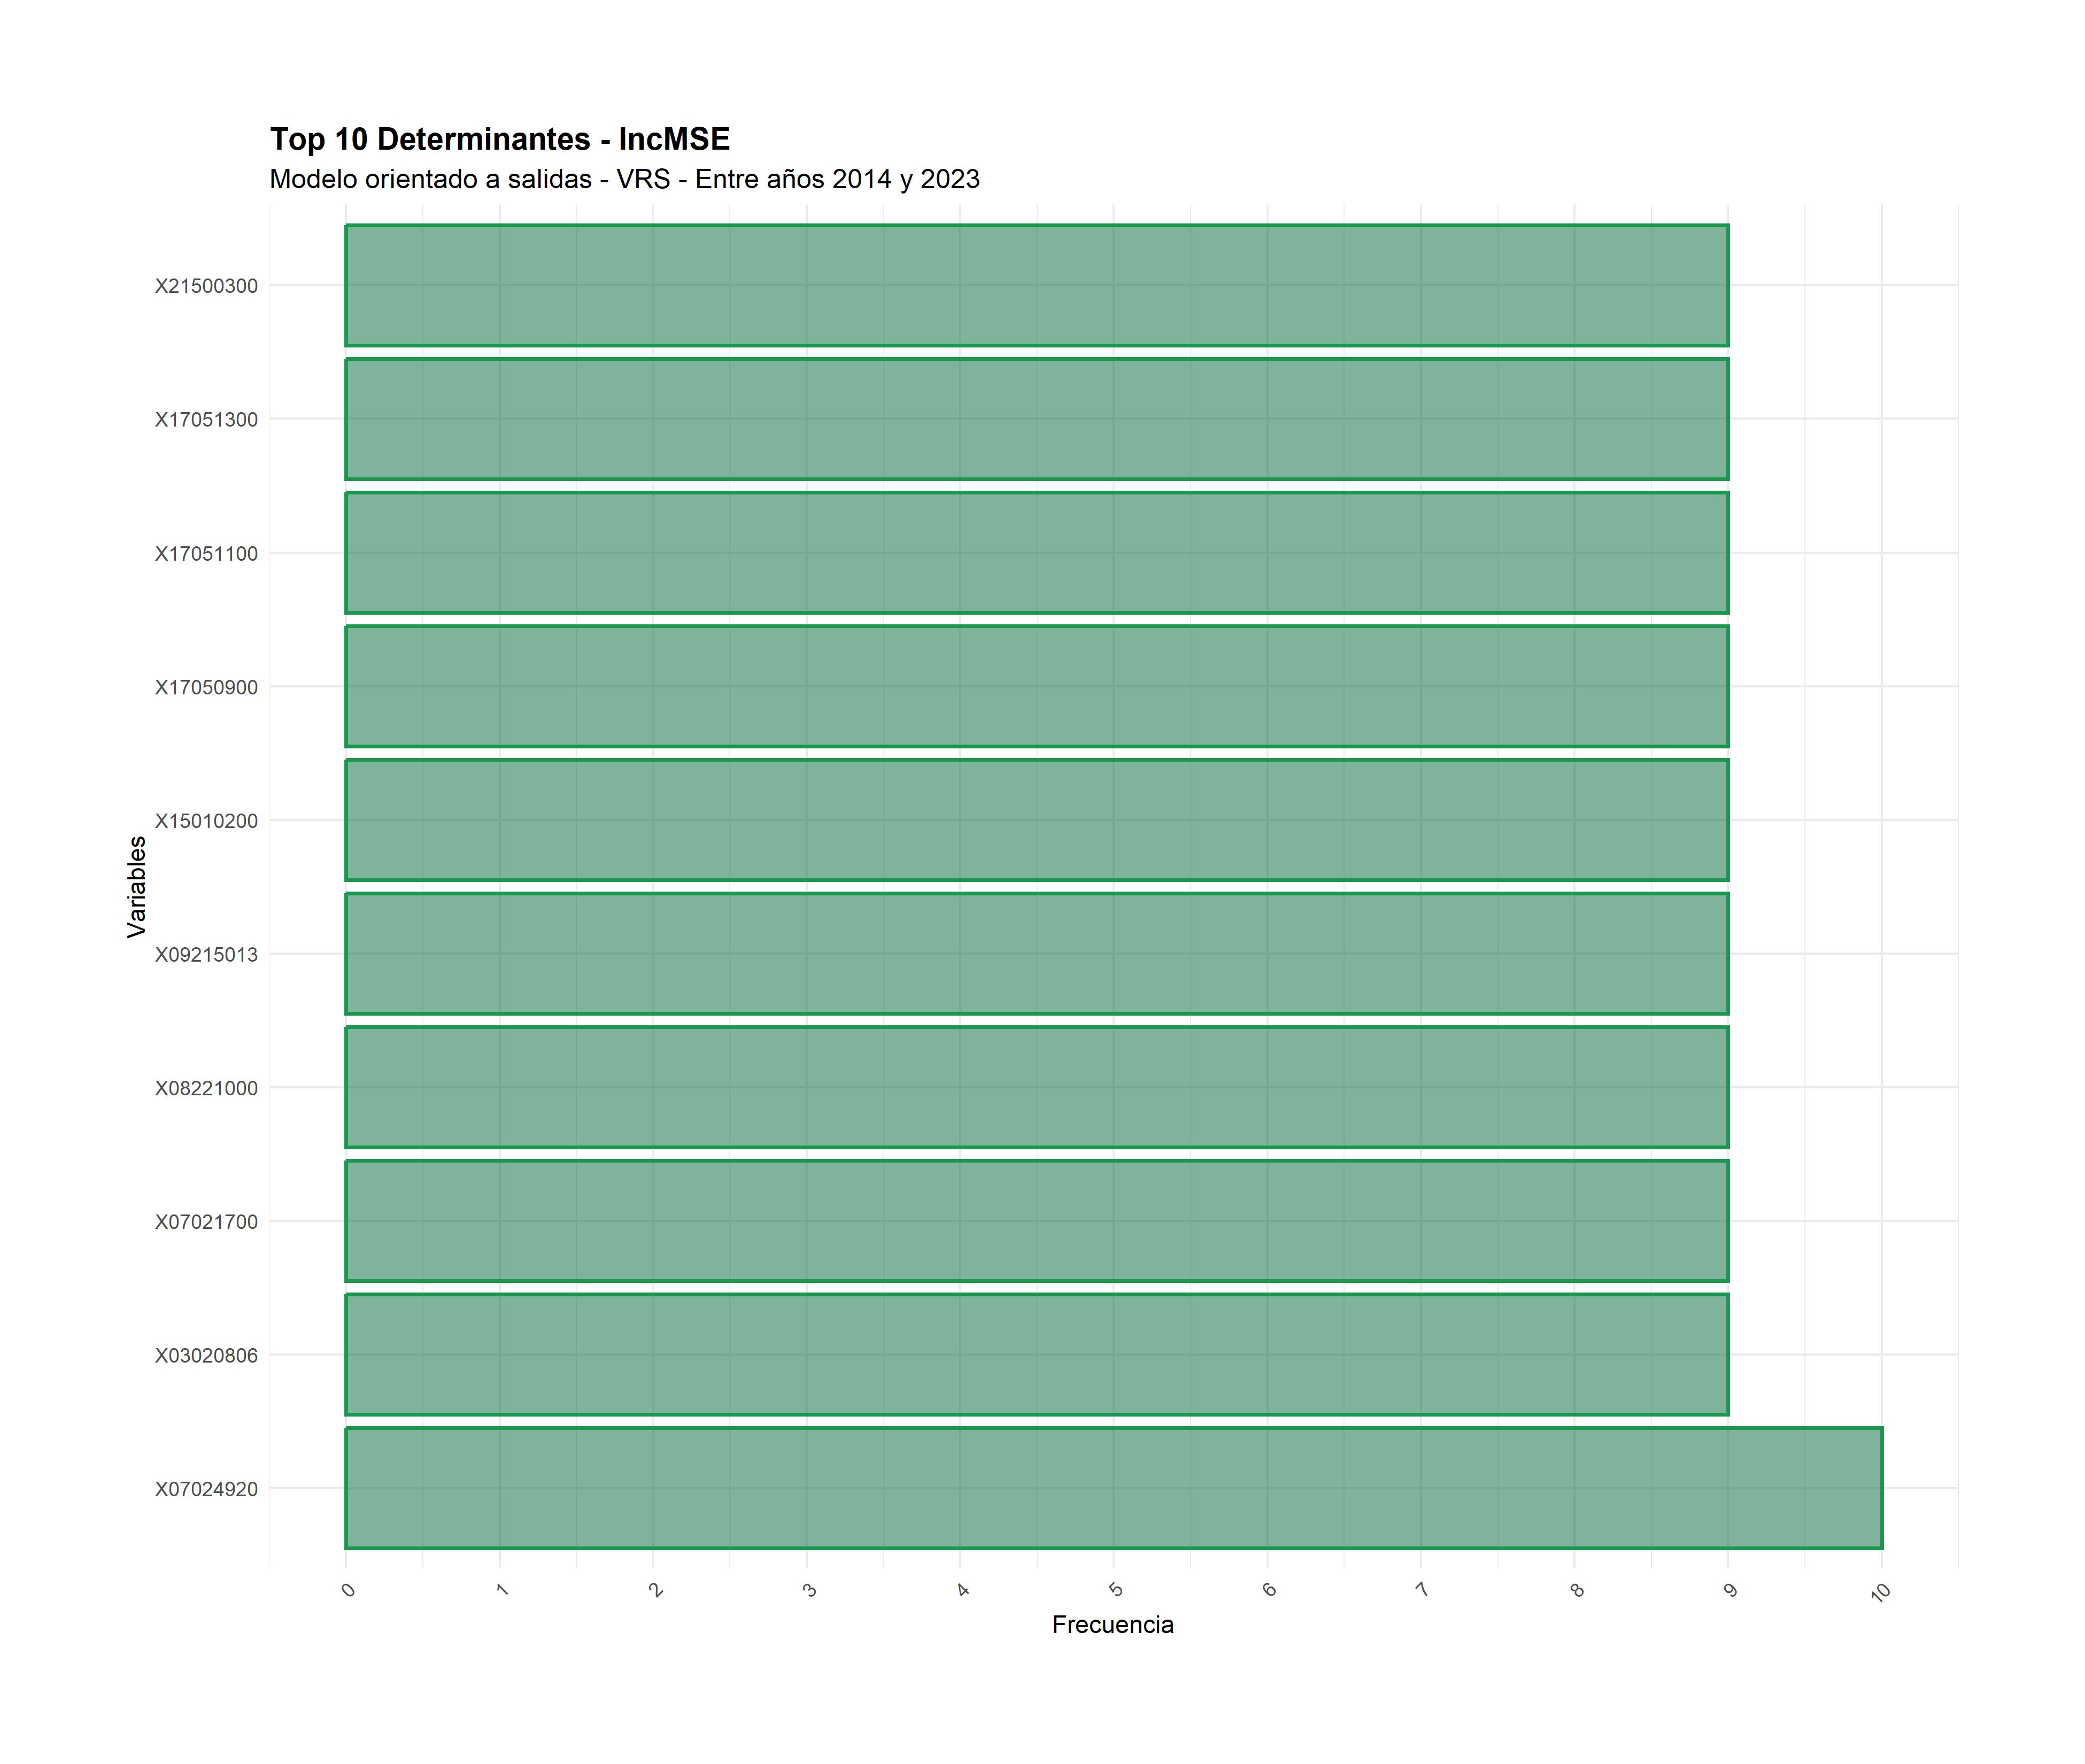 Top 10 Determinantes - IncMSE
Modelo orientado a salidas - VRS - Entre años 2014 y 2023
Variables
X21500300
X17051300
X17051100
X17050900
X15010200
X09215013
X08221000
X07021700
X03020806
X07024920
0 1 2 3 4 5 6 7 8 9 10
Frecuencia